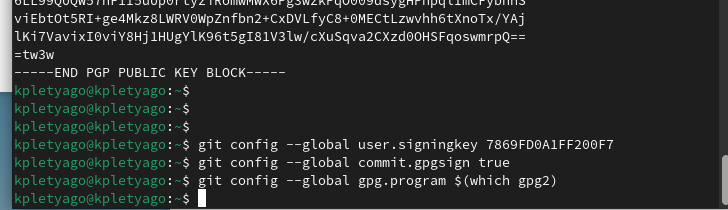 viEbtOt5RI+ge4Mkz8LWRV0WpZnfbn2+CxDVLfyC8+0MECtLzwvhh6tXnoTx/YAj
lKi7VavixI0viY8Hj1HUgYlK96t5gI81V3lw/cXuSqva2CXzd0OHSFqoswmrpQ==
=tw3w
-----END PGP PUBLIC KEY BLOCK-----
kpletyago@kpletyago:~$
kpletyago@kpletyago:~$
kpletyago@kpletyago:~$
kpletyago@kpletyago:~$ git config --global user.signingkey 7869FD0A1FF200F7
kpletyago@kpletyago:~$ git config --global commit.gpgsign true
kpletyago@kpletyago:~$ git config --global gpg.program $(which gpg2)
kpletyago@kpletyago:~$